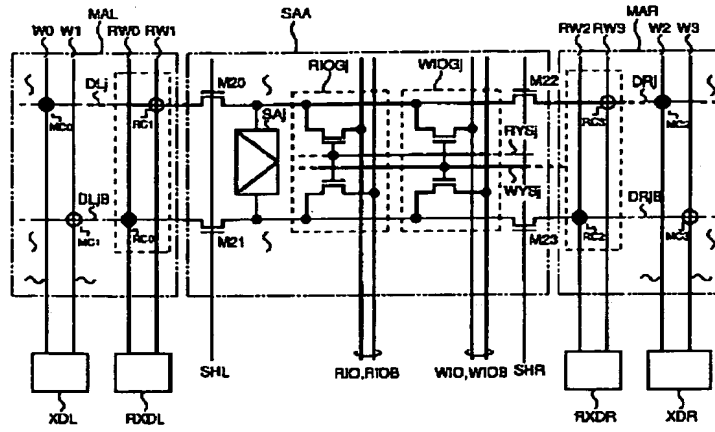 MAL SAA MAR
W0 W1 RW0 RW1 RW2 RW3 W2 W3
M20 RIOGj WIOGj M22
DLj DRj
SAj
MC0 RC1 RC3 MC2
RYSj
WYSj
DLjB DRjB
MC1 RC0 M21 M23 RC2 MC3
SHL RIO,RIOB WIO,WIOB SHR
XDL RXDL RXDR XDR